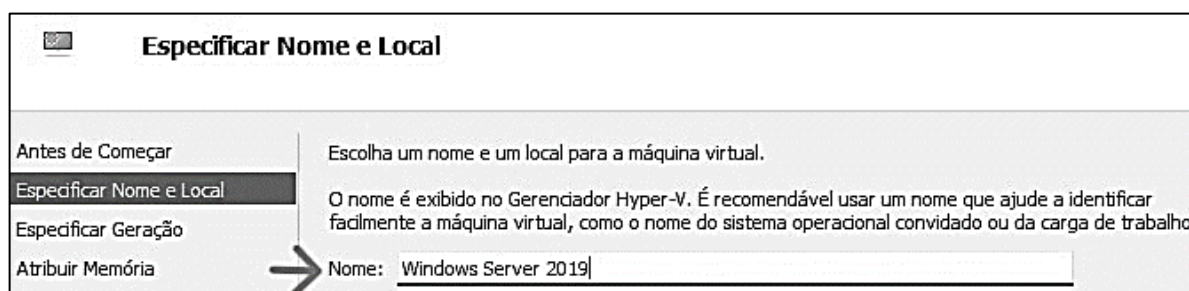 Especificar Nome e Local
Antes de Começar
Especificar Nome e Local
Especificar Geração
Atribuir Memória
Escolha um nome e um local para a máquina virtual.
O nome é exibido no Gerenciador Hyper-V. É recomendável usar um nome que ajude a identificar
facilmente a máquina virtual, como o nome do sistema operacional convidado ou da carga de trabalho
Nome: Windows Server 2019